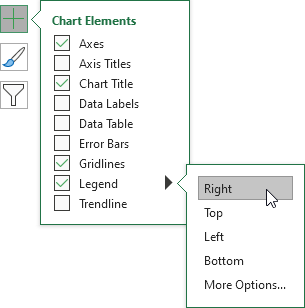 Chart Elements
Axes
Axis Titles
Chart Title
Data Labels
Data Table
Error Bars
Gridlines
Legend
Trendline
Right
Top
Left
Bottom
More Options...